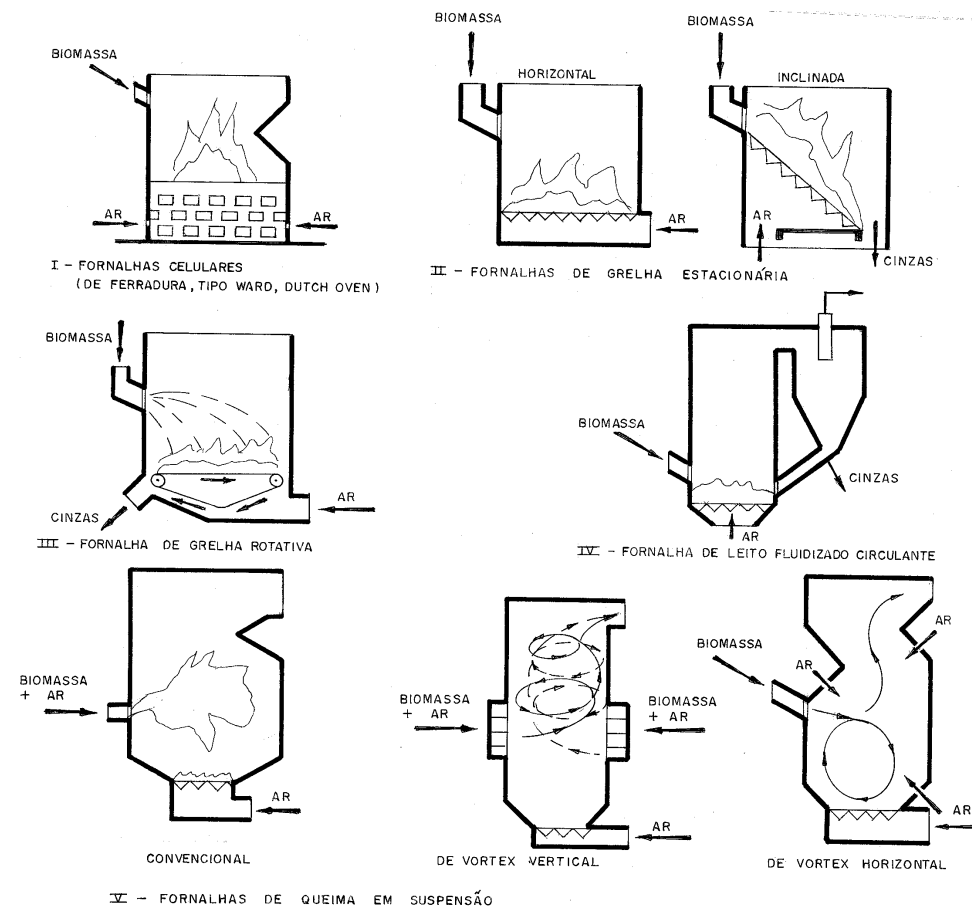 BIOMASSA
AR
AR
I - FORNALHAS CELULARES
(DE FERRADURA, TIPO WARD, DUTCH OVEN)
BIOMASSA
HORIZONTAL
AR
BIOMASSA
INCLINADA
AR
CINZAS
II - FORNALHAS DE GRELHA ESTACIONÁRIA
BIOMASSA
AR
CINZAS
III - FORNALHA DE GRELHA ROTATIVA
BIOMASSA
CINZAS
AR
IV - FORNALHA DE LEITO FLUIDIZADO CIRCULANTE
BIOMASSA
+ AR
AR
CONVENCIONAL
BIOMASSA
+ AR
BIOMASSA
+ AR
AR
DE VORTEX VERTICAL
BIOMASSA
AR
AR
AR
AR
DE VORTEX HORIZONTAL
V - FORNALHAS DE QUEIMA EM SUSPENSÃO